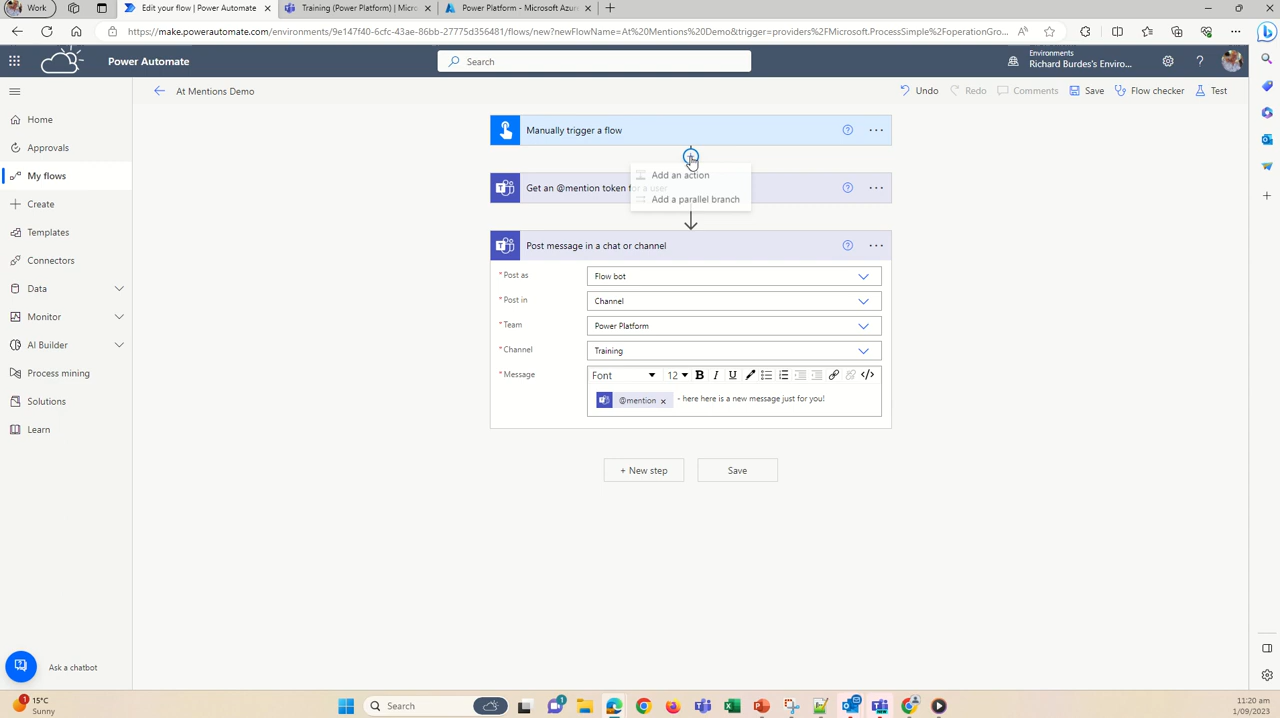 Work
Edit your flow | Power Automate
Training (Power Platform) | Micro
Power Platform - Microsoft Azure
https://make.powerautomate.com/environments/9e147f40-6cfc-43ae-86bb-27775d356481/flows/new?newFlowName=At%20Mentions%20Demo&trigger=providers%2FMicrosoft.ProcessSimple%2FoperationGro...
Power Automate
Search
Environments
Richard Burdes's Enviro...
At Mentions Demo
Undo
Redo
Comments
Save
Flow checker
Test
Home
Approvals
My flows
Create
Templates
Connectors
Data
Monitor
AI Builder
Process mining
Solutions
Learn
Ask a chatbot
Manually trigger a flow
Add an action
Get an @mention token for a user
Add a parallel branch
Post message in a chat or channel
* Post as
Flow bot
* Post in
Channel
* Team
Power Platform
* Channel
Training
* Message
Font
12
B I U </>
@mention × - here here is a new message just for you!
+ New step
Save
15°C
Sunny
Search
11:20 am
1/09/2023